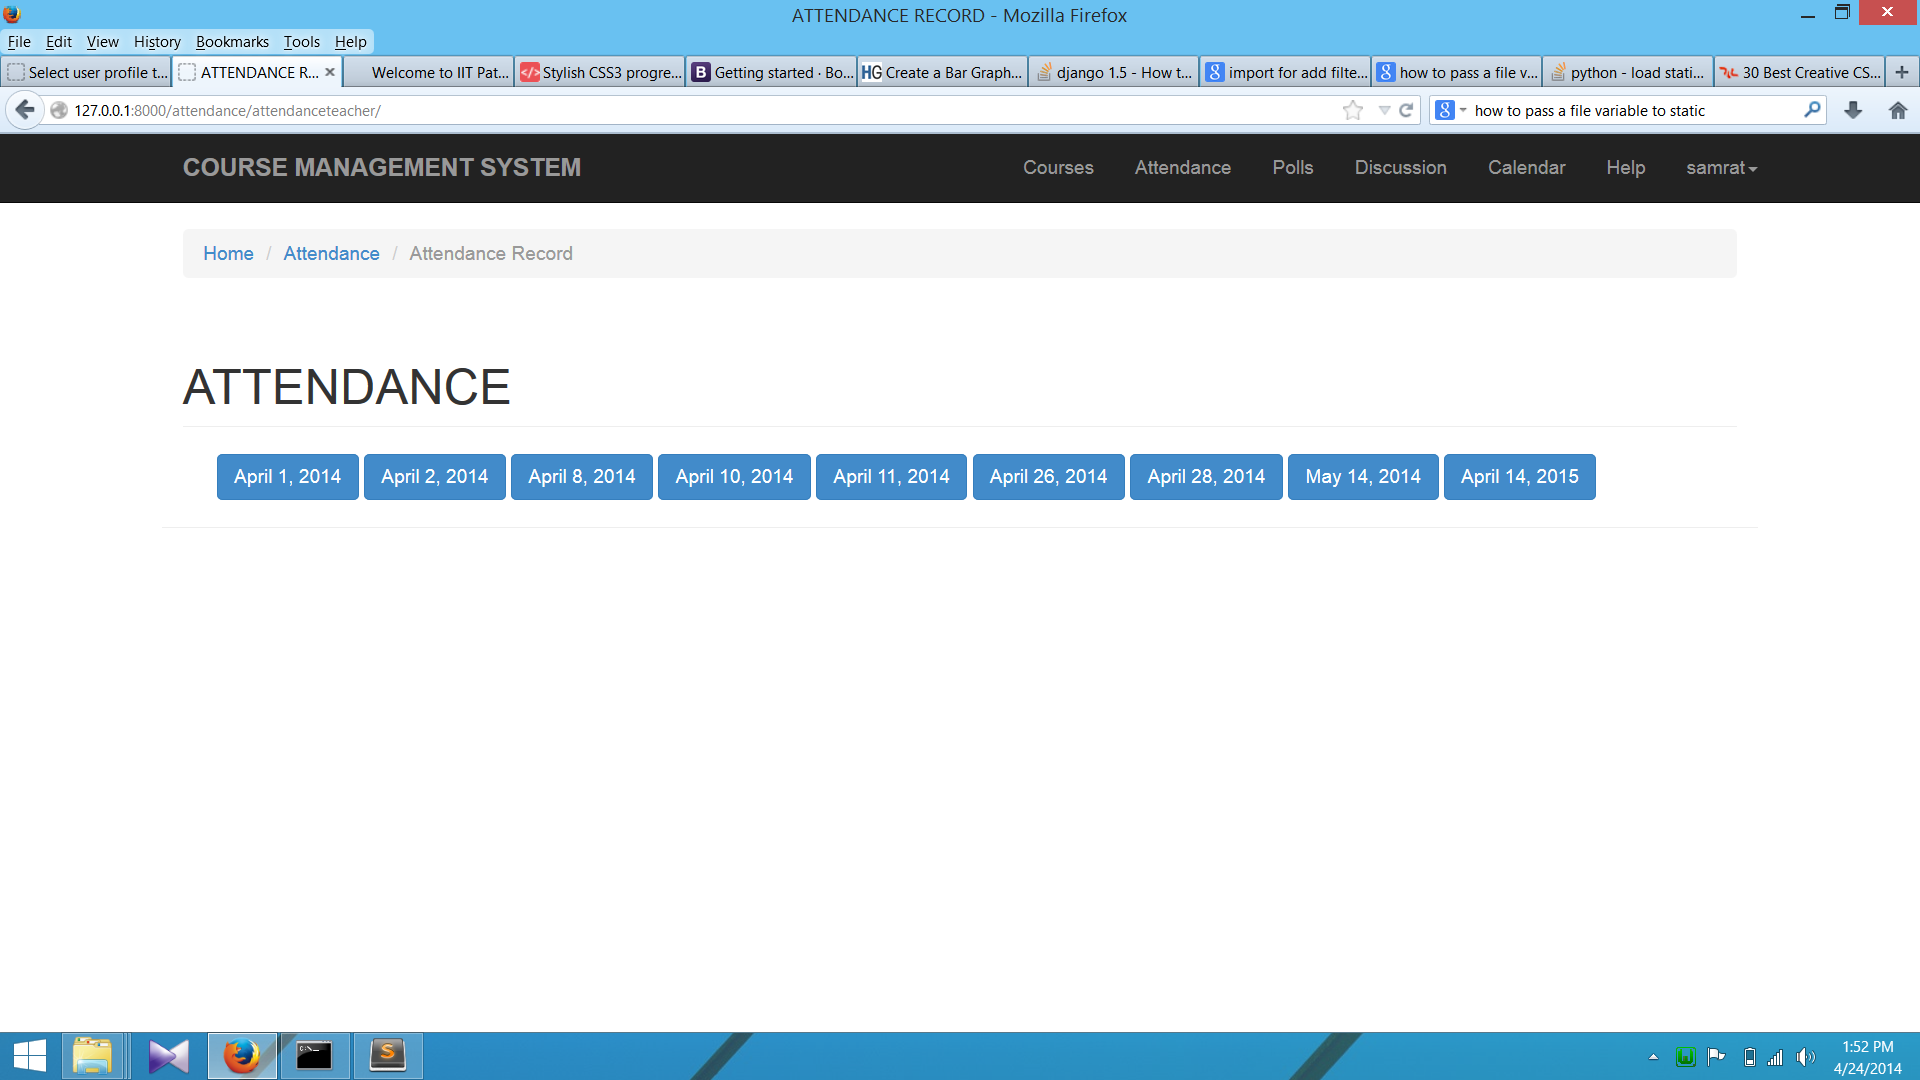 ATTENDANCE RECORD - Mozilla Firefox
File Edit View History Bookmarks Tools Help
Select user profile t... ATTENDANCE R... Welcome to IIT Pat... Stylish CSS3 progre... Getting started · Bo... HG Create a Bar Graph... django 1.5 - How t... import for add filte... how to pass a file v... python - load stati... 30 Best Creative CS...
127.0.0.1:8000/attendance/attendanceteacher/ how to pass a file variable to static
COURSE MANAGEMENT SYSTEM Courses Attendance Polls Discussion Calendar Help samrat
Home / Attendance / Attendance Record
ATTENDANCE
April 1, 2014 April 2, 2014 April 8, 2014 April 10, 2014 April 11, 2014 April 26, 2014 April 28, 2014 May 14, 2014 April 14, 2015
1:52 PM
4/24/2014